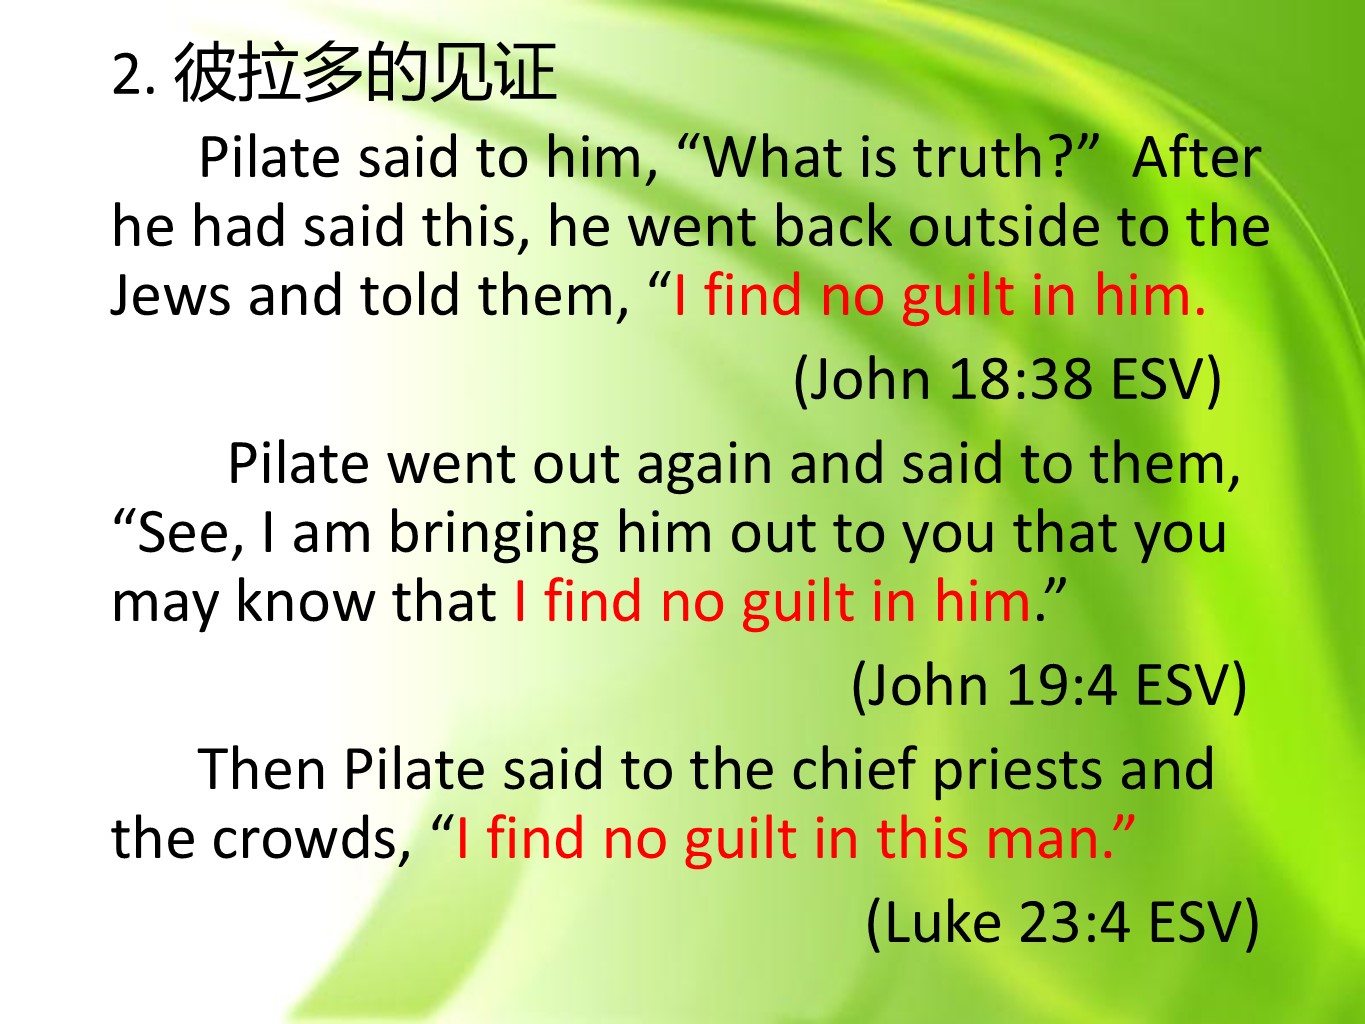 2. 彼拉多的见证
Pilate said to him, “What is truth?”  After
he had said this, he went back outside to the
Jews and told them, “I find no guilt in him.
(John 18:38 ESV)
Pilate went out again and said to them,
“See, I am bringing him out to you that you
may know that I find no guilt in him.”
(John 19:4 ESV)
Then Pilate said to the chief priests and
the crowds, “I find no guilt in this man.”
(Luke 23:4 ESV)